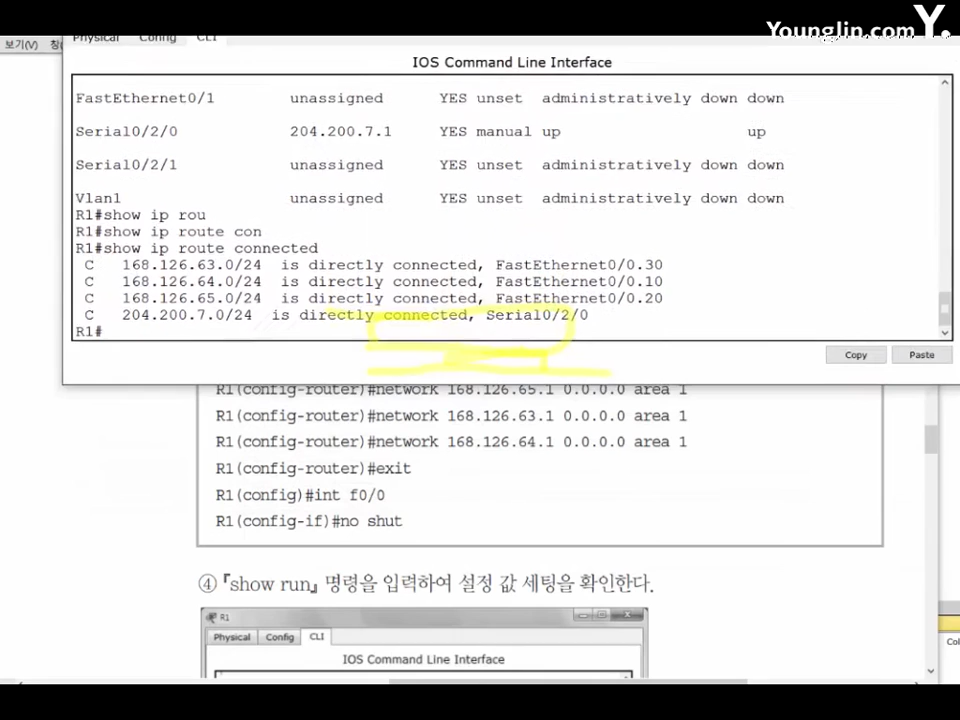 Younglin.com Y.
보기(V)
Physical Config CLI
IOS Command Line Interface
FastEthernet0/1 unassigned YES unset administratively down down
Serial0/2/0 204.200.7.1 YES manual up up
Serial0/2/1 unassigned YES unset administratively down down
Vlan1 unassigned YES unset administratively down down
R1#show ip rou
R1#show ip route con
R1#show ip route connected
C 168.126.63.0/24 is directly connected, FastEthernet0/0.30
C 168.126.64.0/24 is directly connected, FastEthernet0/0.10
C 168.126.65.0/24 is directly connected, FastEthernet0/0.20
C 204.200.7.0/24 is directly connected, Serial0/2/0
R1#
Copy Paste
R1(config-router)#network 168.126.65.1 0.0.0.0 area 1
R1(config-router)#network 168.126.63.1 0.0.0.0 area 1
R1(config-router)#network 168.126.64.1 0.0.0.0 area 1
R1(config-router)#exit
R1(config)#int f0/0
R1(config-if)#no shut
④『show run』명령을 입력하여 설정 값 세팅을 확인한다.
R1
Physical Config CLI
IOS Command Line Interface